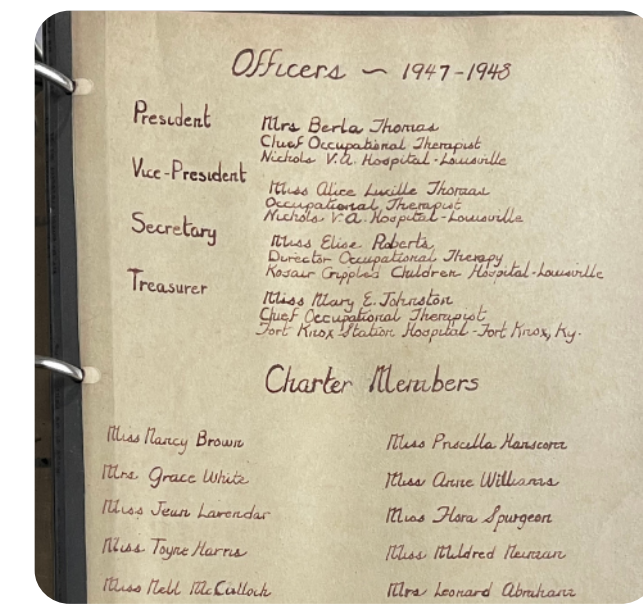 Officers ~ 1947-1948
President
Mrs Berla Thomas
Chief Occupational Therapist
Nichols V.A. Hospital-Louisville
Vice-President
Miss Alice Lucille Thomas
Occupational Therapist
Nichols V.A. Hospital-Louisville
Secretary
Miss Elise Roberts
Director Occupational Therapy
Kosair Crippled Children Hospital-Louisville
Treasurer
Miss Mary E. Johnston
Chief Occupational Therapist
Fort Knox Station Hospital-Fort Knox, Ky.
Charter Members
Miss Nancy Brown
Miss Priscella Hanscom
Mrs Grace White
Miss Anne Williams
Miss Jean Lavendar
Miss Flora Spurgeon
Miss Toyne Harris
Miss Mildred
Miss Nell McCulloch
Mrs Leonard Abrahams